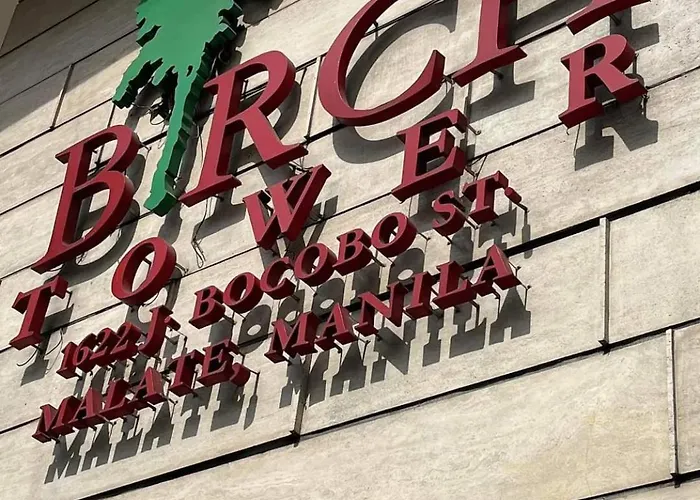 BIRCH
TOWER
1622 J. BOCOBO ST.
MALATE, MANILA